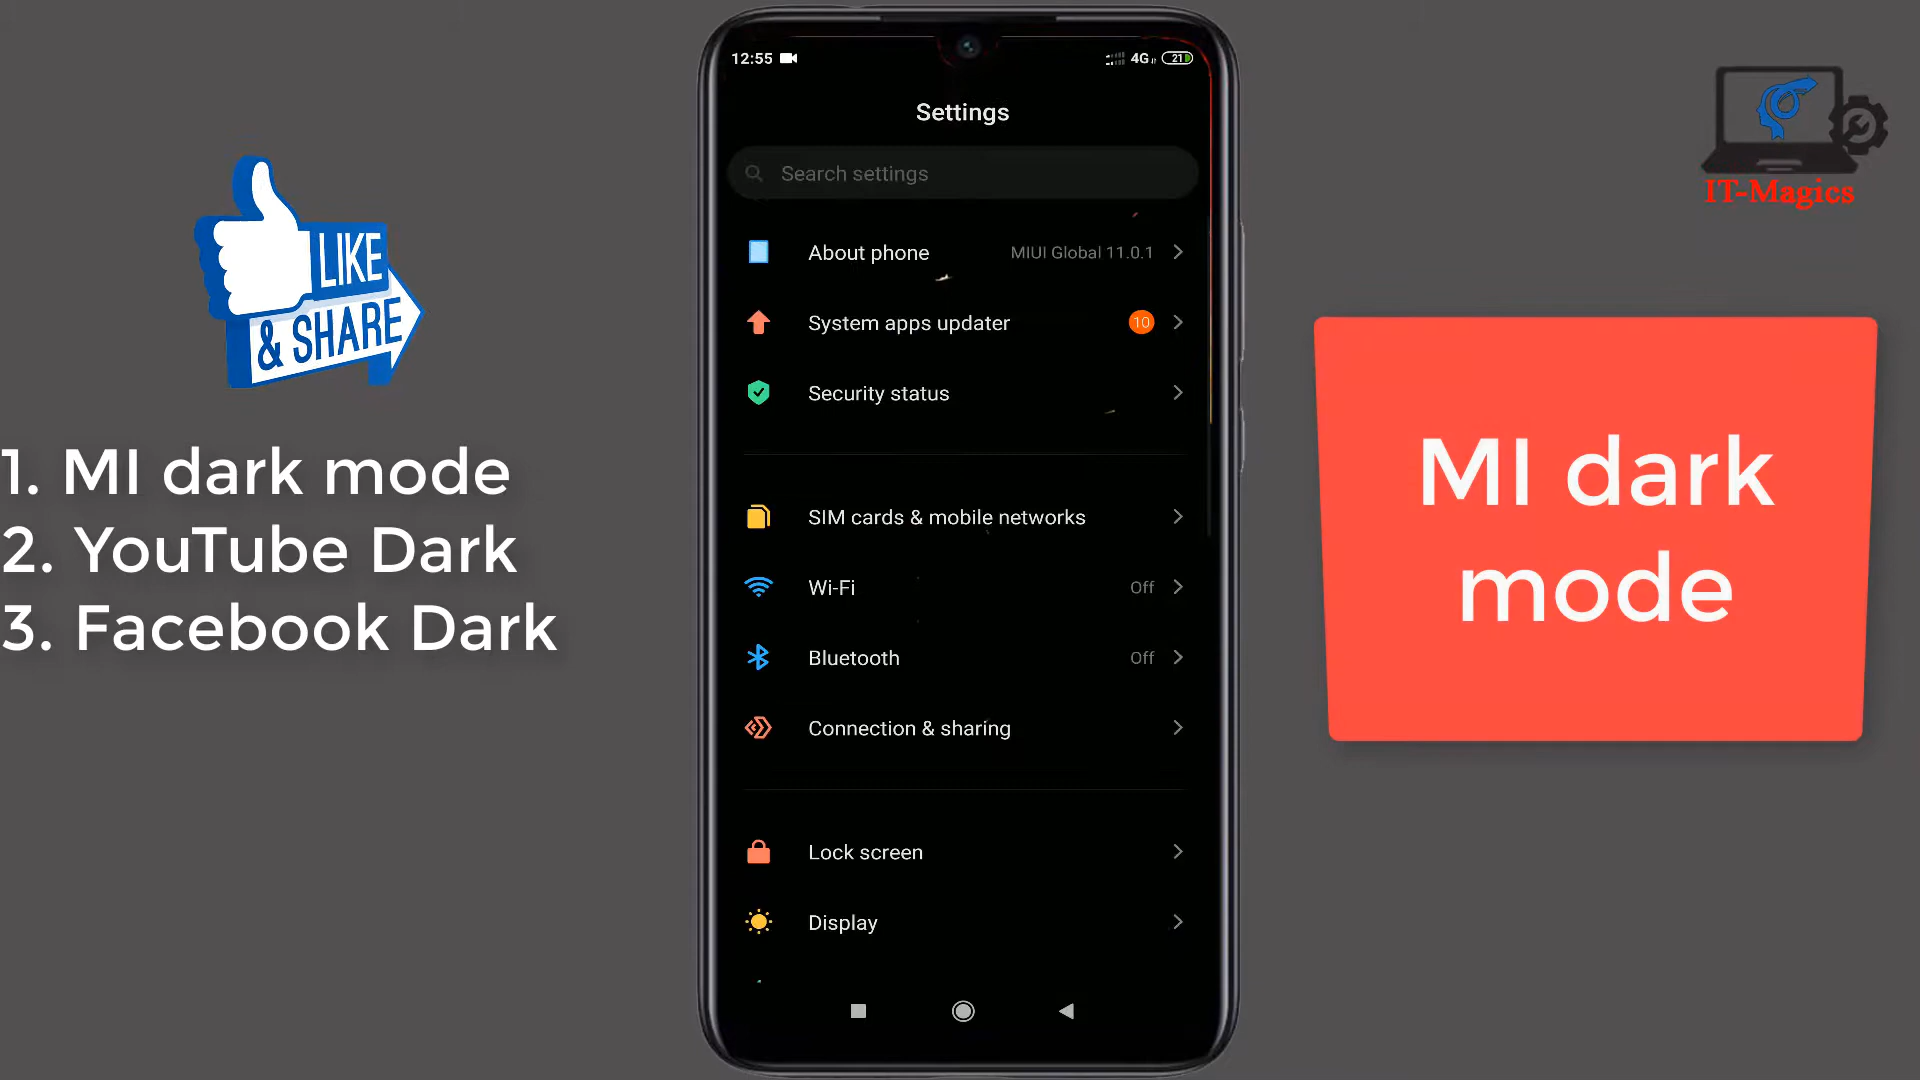 12:55
4G
21
Settings
Search settings
About phone
MIUI Global 11.0.1
System apps updater
10
Security status
SIM cards & mobile networks
Wi-Fi
Off
Bluetooth
Off
Connection & sharing
Lock screen
Display
LIKE
& SHARE
1. MI dark mode
2. YouTube Dark
3. Facebook Dark
IT-Magics
MI dark
mode